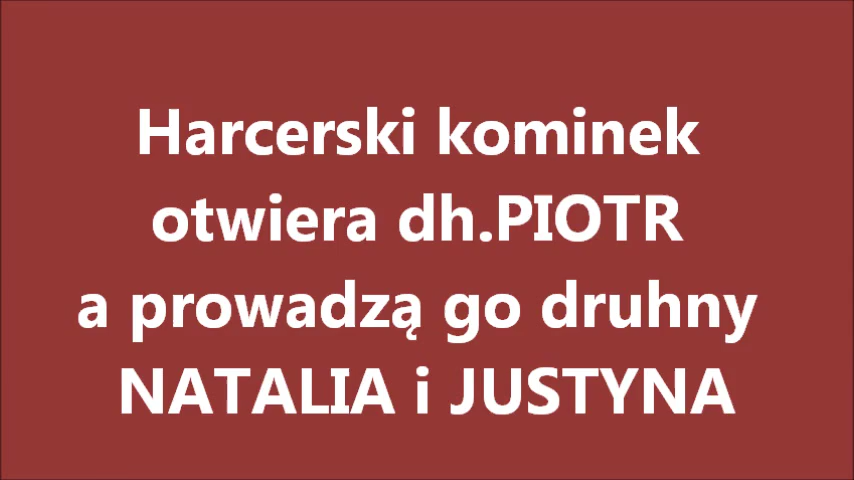 Harcerski kominek
otwiera dh.PIOTR
a prowadzą go druhny
NATALIA i JUSTYNA